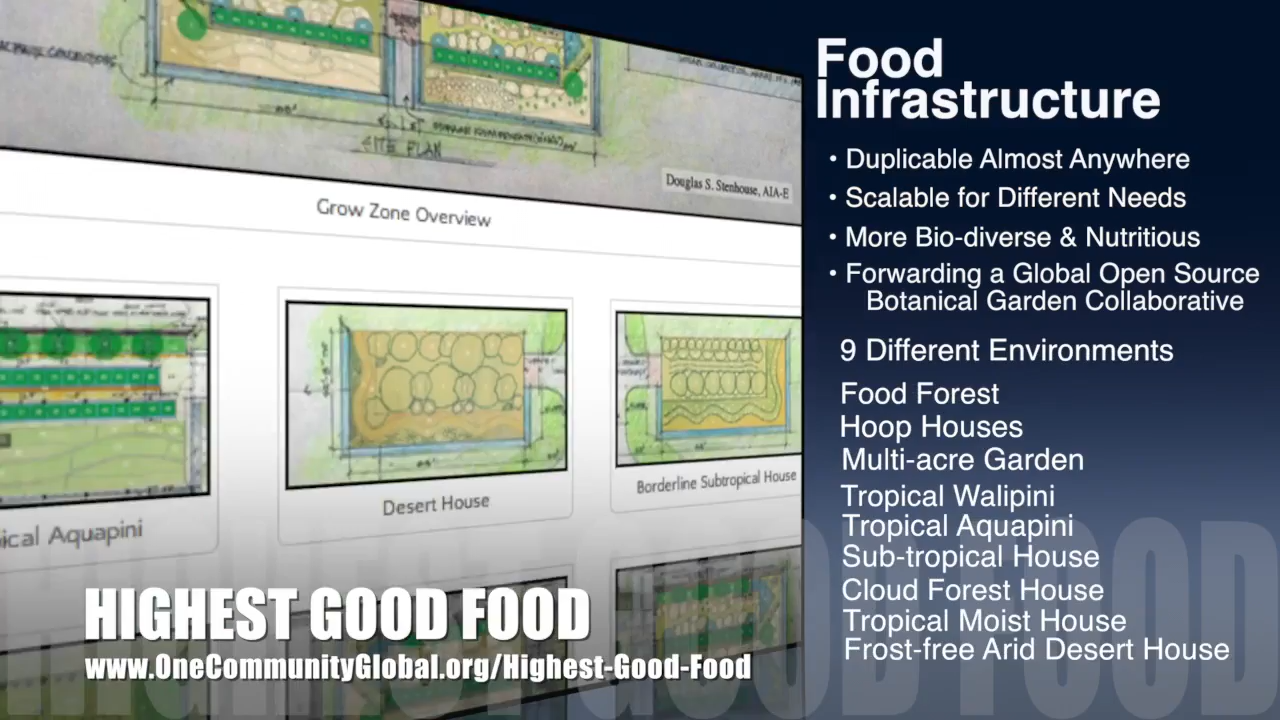 SITE PLAN
Douglas S. Stenhouse, AIA-E
Grow Zone Overview
ical Aquapini
Desert House
Borderline Subtropical House
HIGHEST GOOD FOOD
www.OneCommunityGlobal.org/Highest-Good-Food
Food
Infrastructure
• Duplicable Almost Anywhere
• Scalable for Different Needs
• More Bio-diverse & Nutritious
• Forwarding a Global Open Source
Botanical Garden Collaborative
9 Different Environments
Food Forest
Hoop Houses
Multi-acre Garden
Tropical Walipini
Tropical Aquapini
Sub-tropical House
Cloud Forest House
Tropical Moist House
Frost-free Arid Desert House
HIGHEST GOOD FOOD